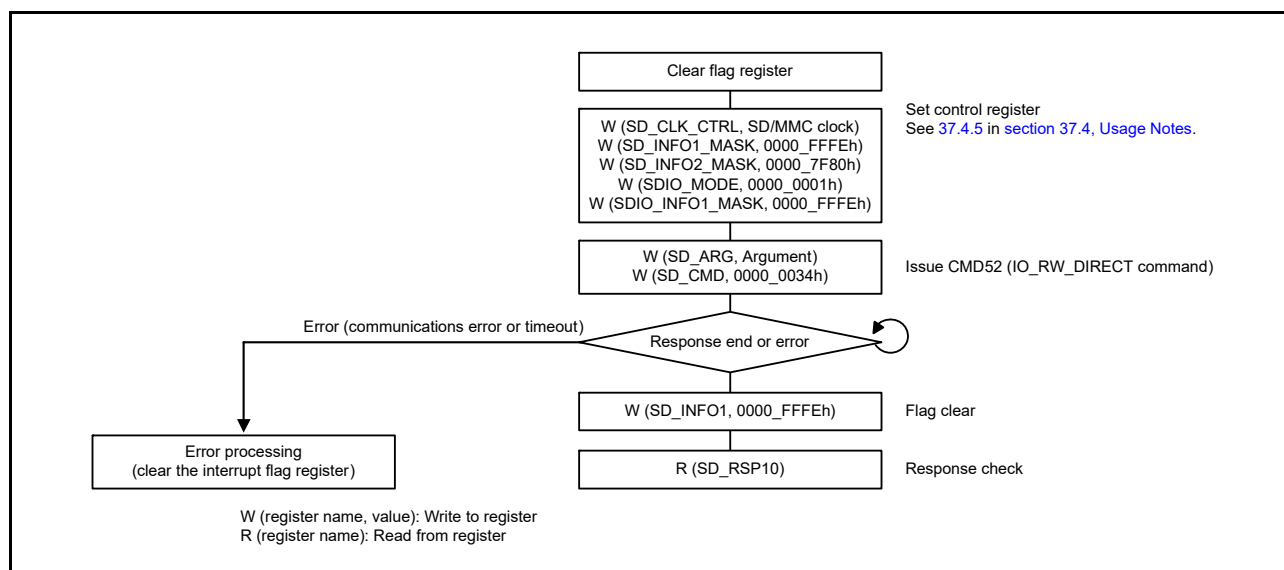 Clear flag register
W (SD_CLK_CTRL, SD/MMC clock)
W (SD_INFO1_MASK, 0000_FFFEh)
W (SD_INFO2_MASK, 0000_7F80h)
W (SDIO_MODE, 0000_0001h)
W (SDIO_INFO1_MASK, 0000_FFFEh)
Set control register
See 37.4.5 in section 37.4, Usage Notes.
W (SD_ARG, Argument)
W (SD_CMD, 0000_0034h)
Issue CMD52 (IO_RW_DIRECT command)
Error (communications error or timeout)
Response end or error
W (SD_INFO1, 0000_FFFEh)
Flag clear
Error processing
(clear the interrupt flag register)
R (SD_RSP10)
Response check
W (register name, value): Write to register
R (register name): Read from register